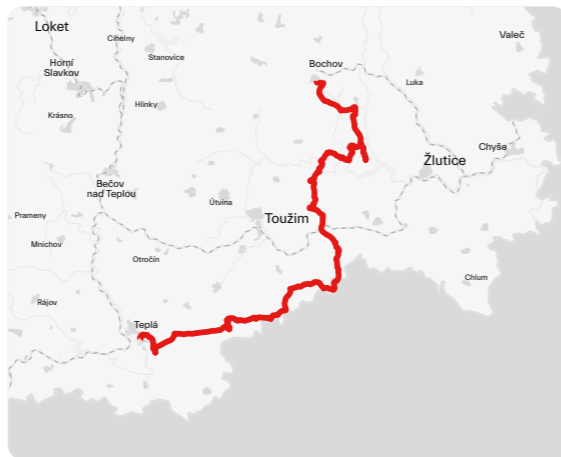 Loket
Cihelny
Stanovice
Valeč
Horní
Slavkov
Bochov
Luka
Hlinky
Krásno
Chyše
Žlutice
Bečov
nad Teplou
Útvina
Prameny
Toužim
Mnichov
Otročín
Chlum
Rájov
Teplá